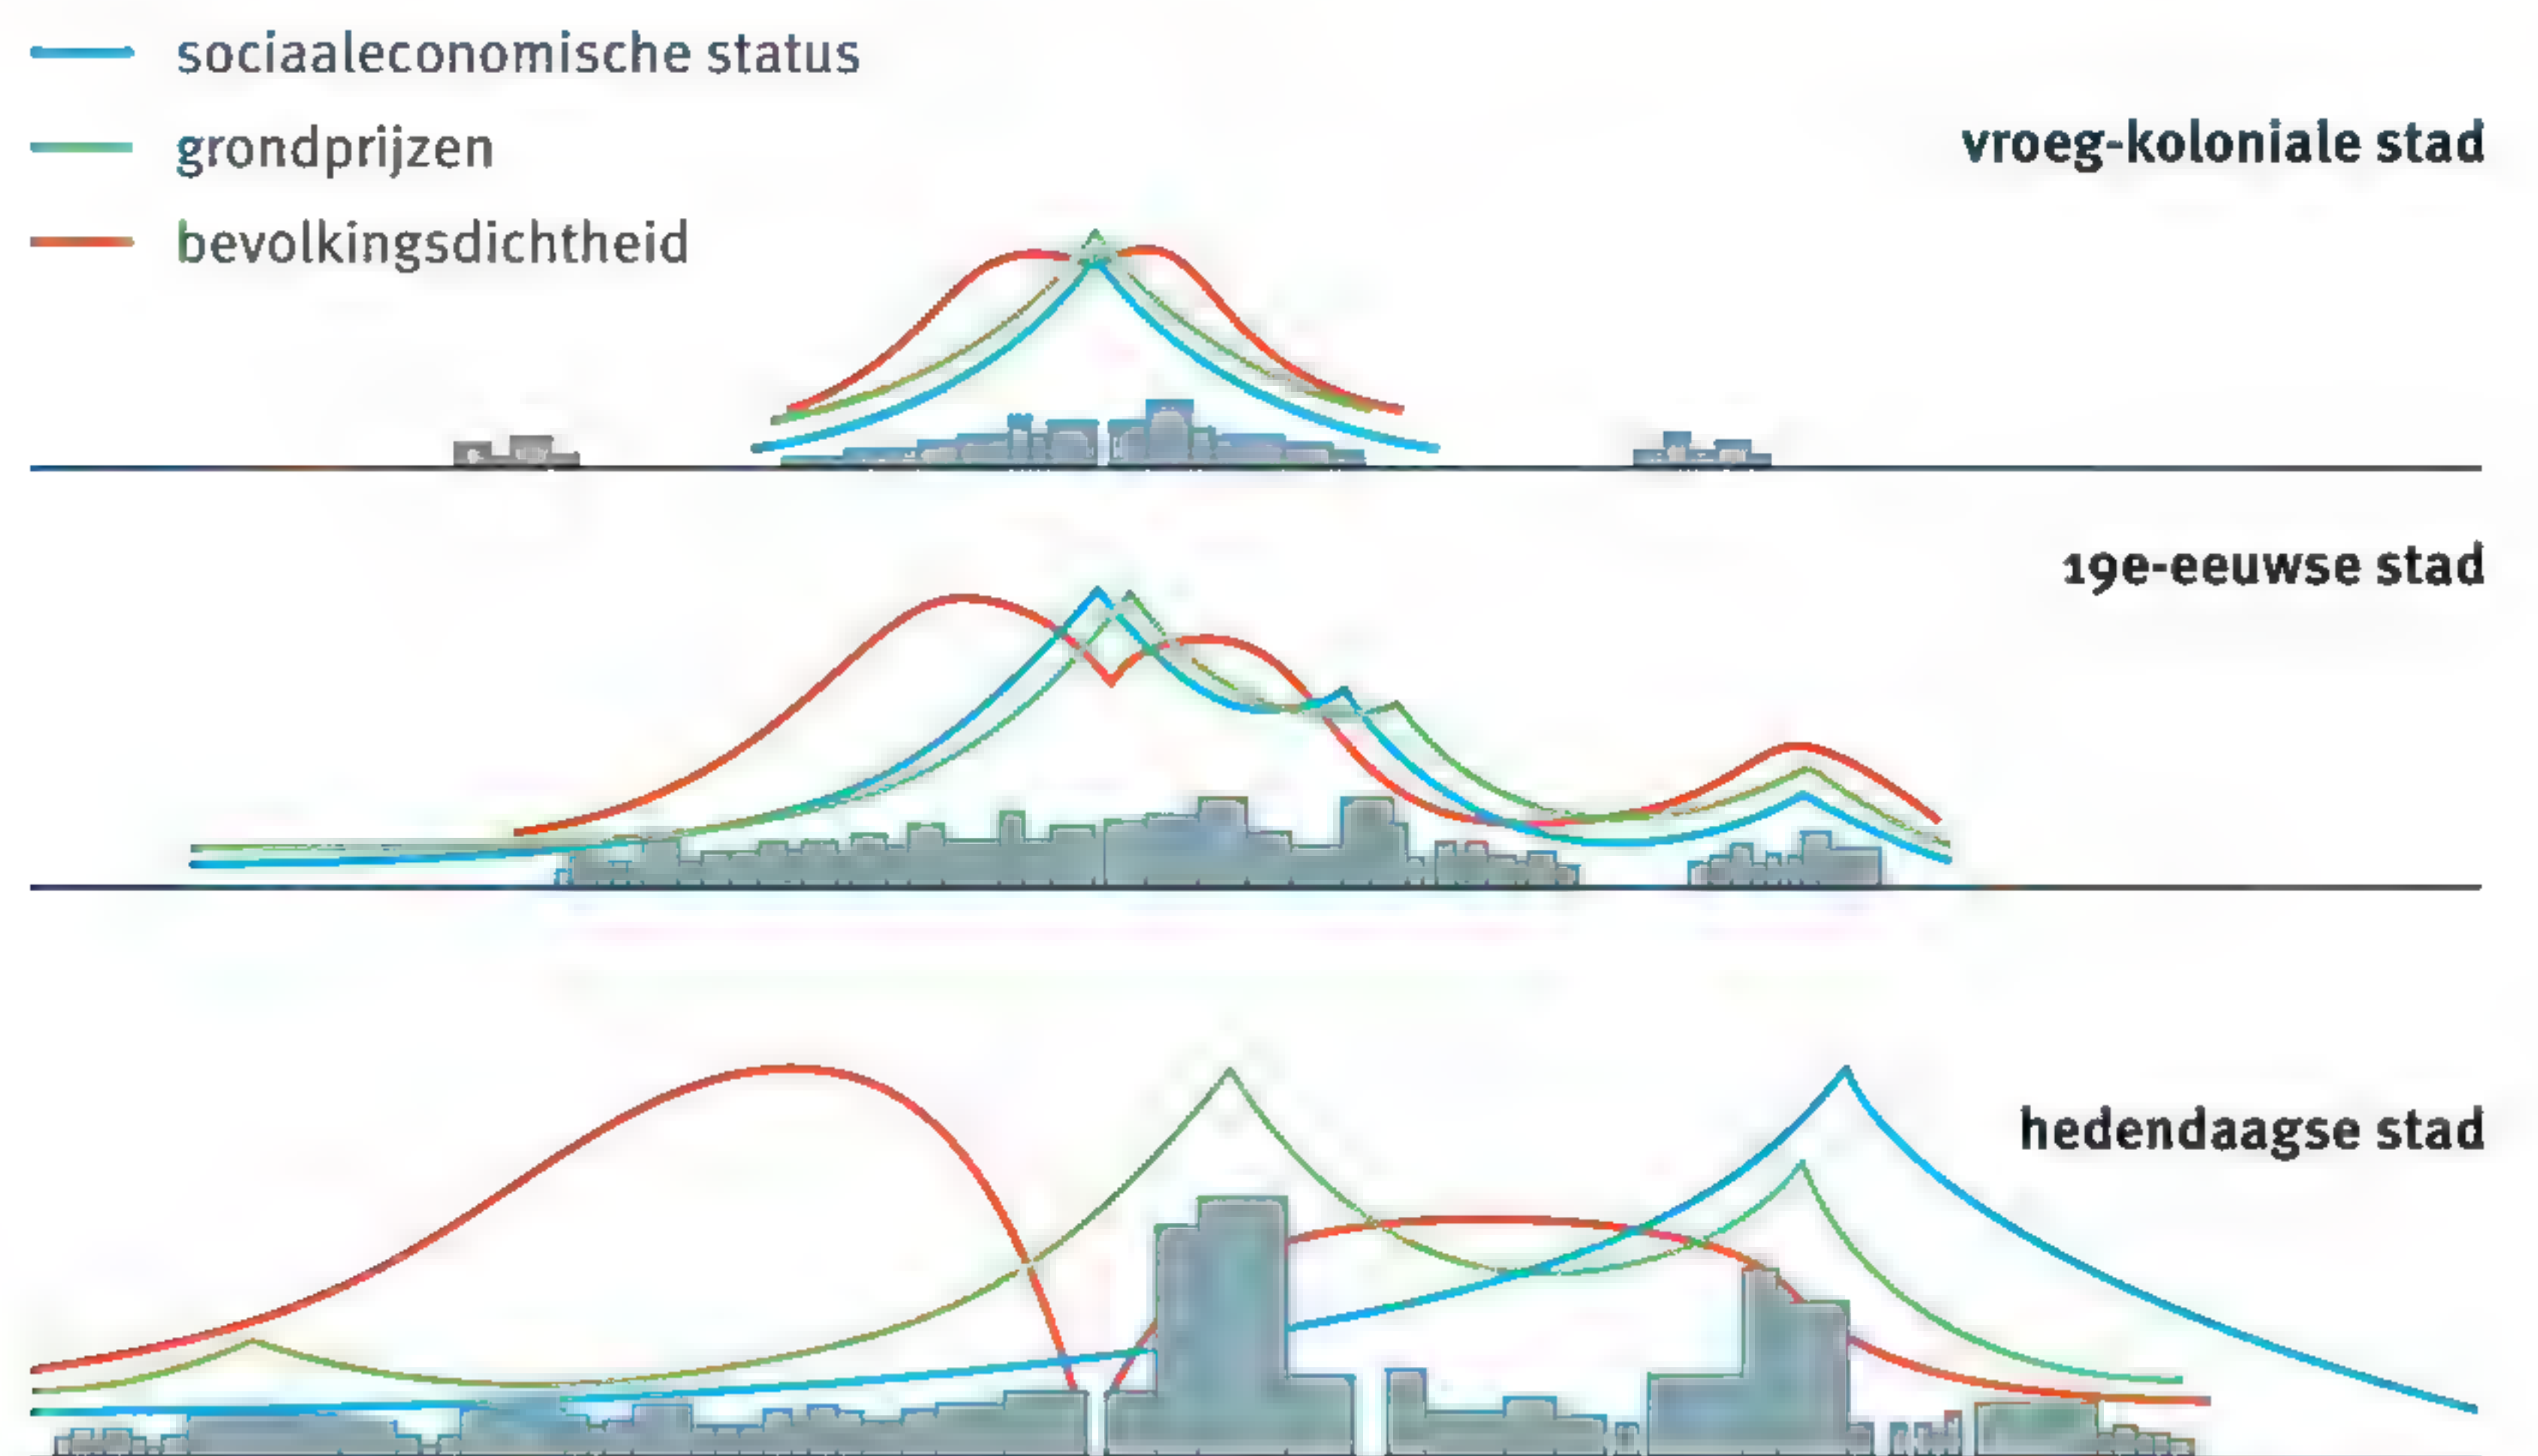 sociaaleconomische status
grondprijzen
bevolkingsdichtheid
vroeg-koloniale stad
19e-eeuwse stad
hedendaagse stad